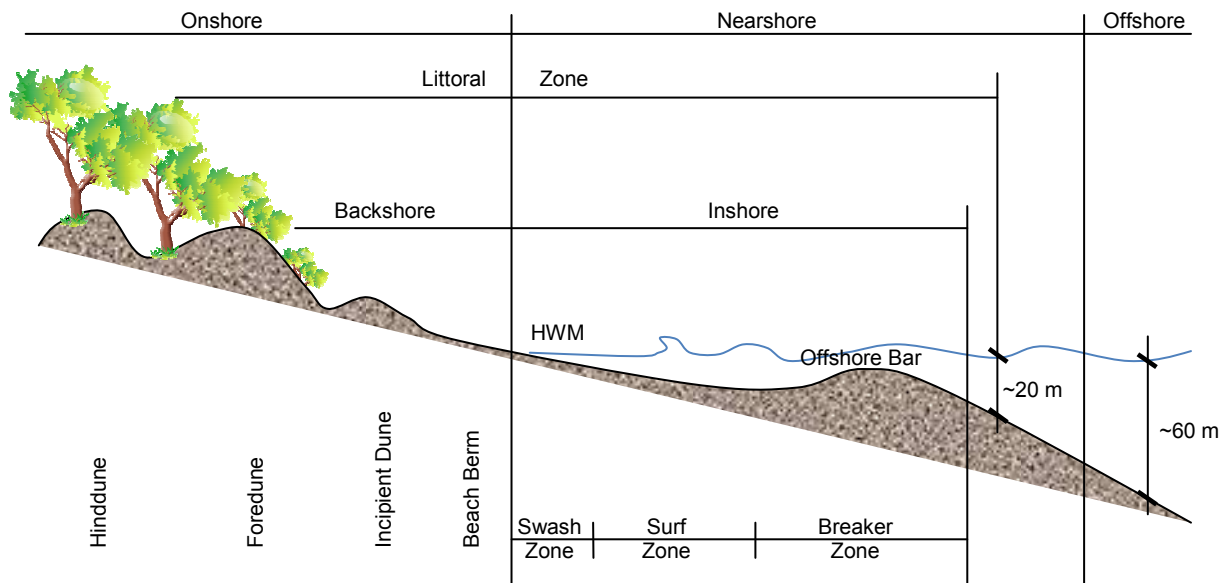 Onshore
Nearshore
Offshore
Littoral Zone
Backshore
Inshore
HWM
Offshore Bar
~20 m
~60 m
Hinddune
Foredune
Incipient Dune
Beach Berm
Swash
Zone
Surf
Zone
Breaker
Zone